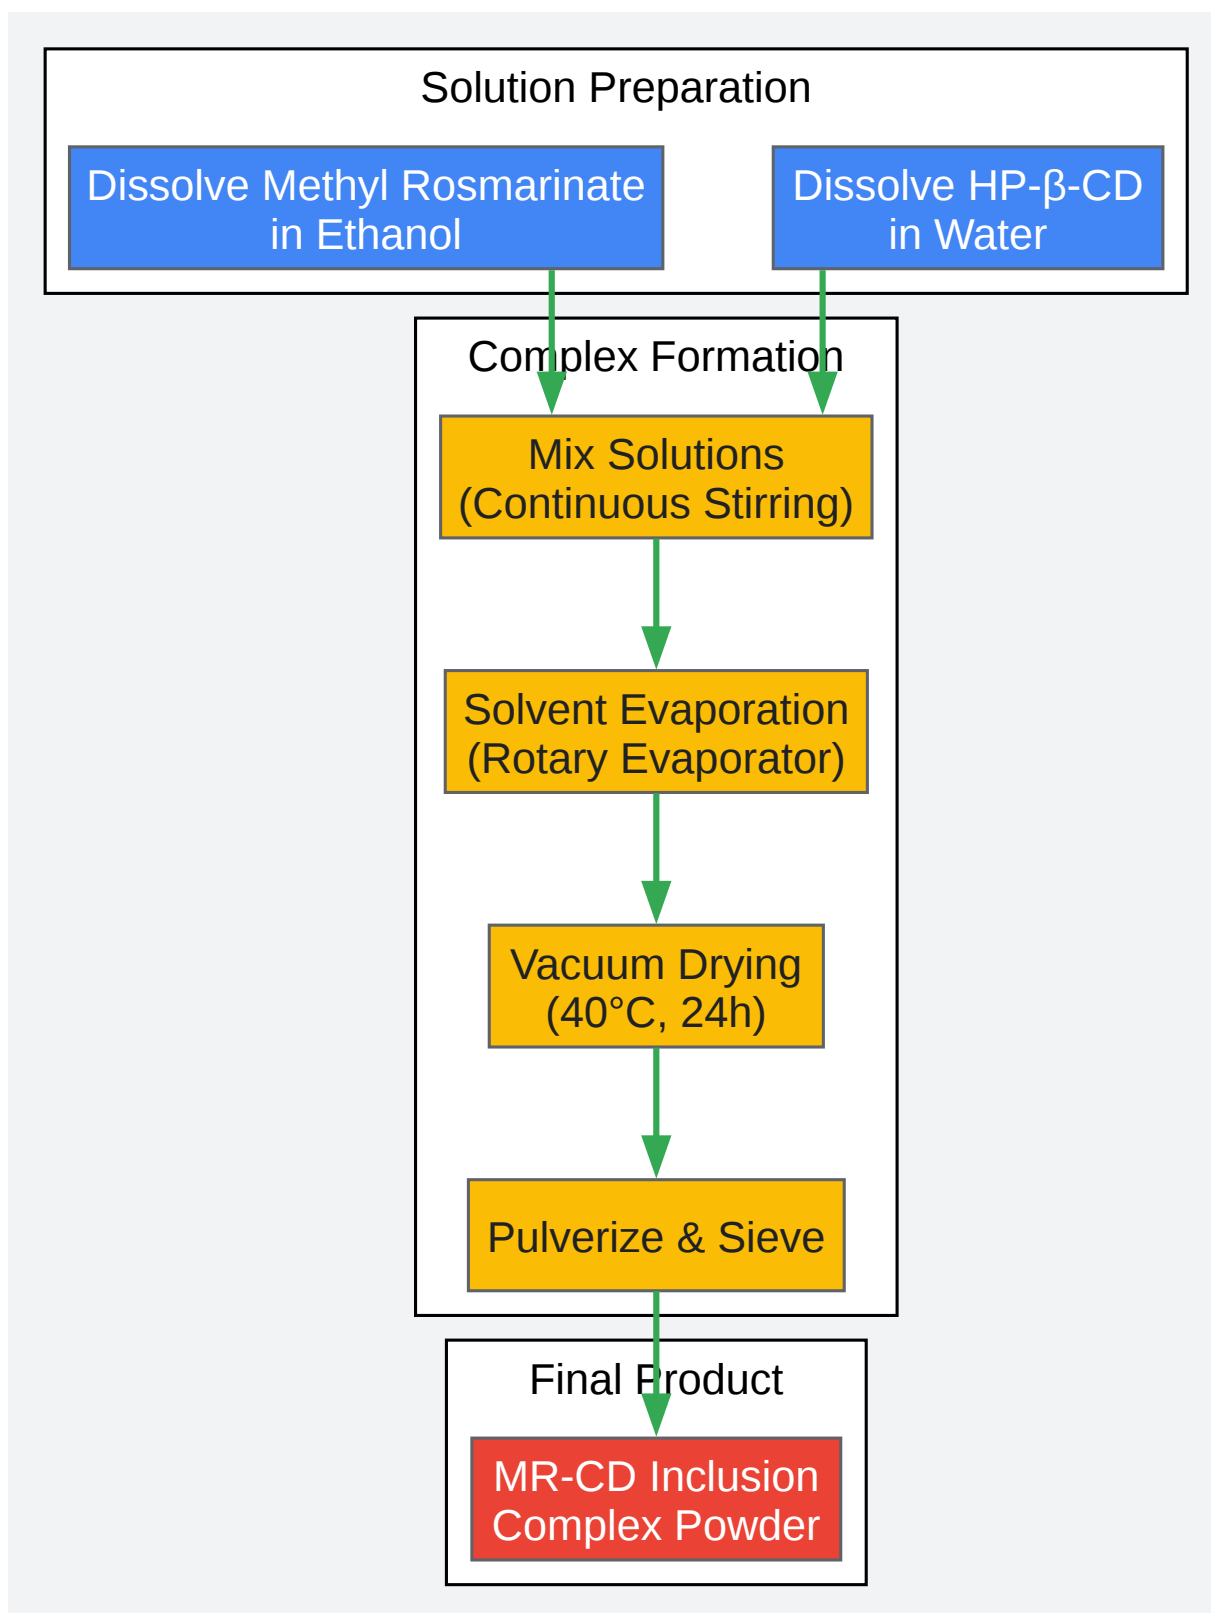 Solution Preparation
Dissolve Methyl Rosmarinate
in Ethanol
Dissolve HP-β-CD
in Water
Complex Formation
Mix Solutions
(Continuous Stirring)
Solvent Evaporation
(Rotary Evaporator)
Vacuum Drying
(40°C, 24h)
Pulverize & Sieve
Final Product
MR-CD Inclusion
Complex Powder